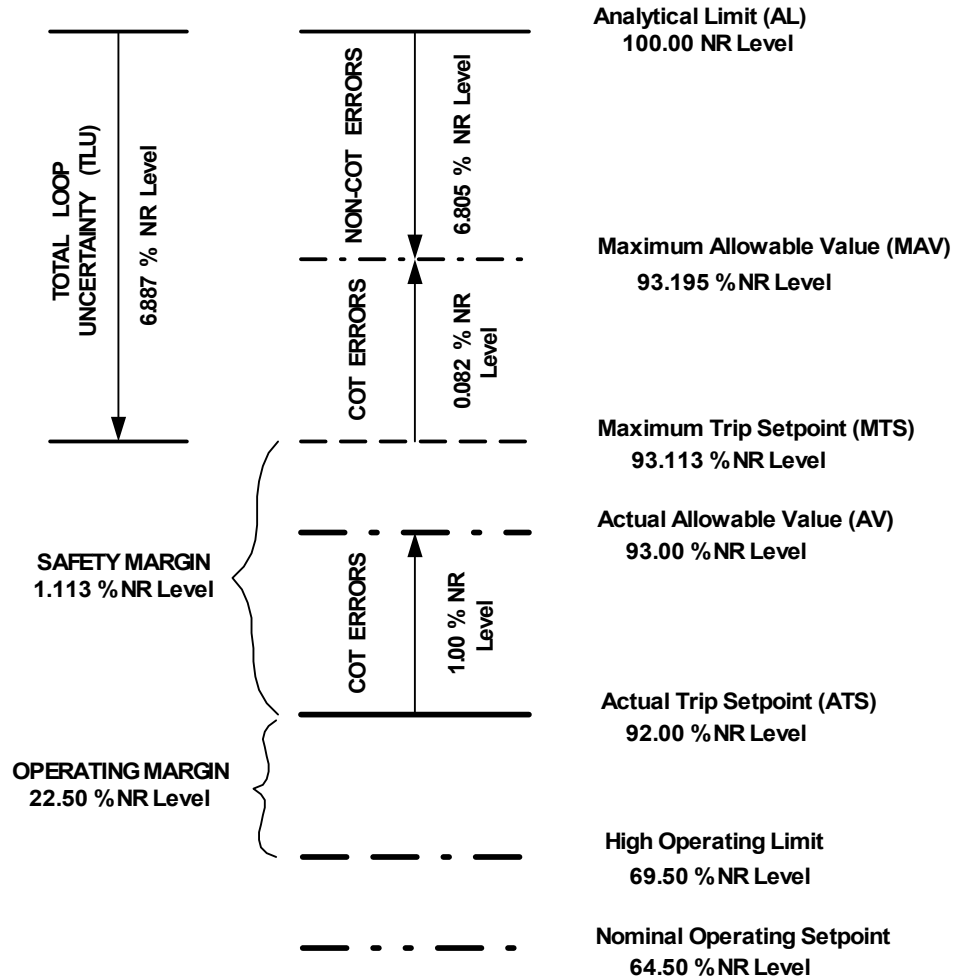 Analytical Limit (AL)
100.00 NR Level
TOTAL LOOP
UNCERTAINTY (TLU)
6.887 % NR Level
NON-COT ERRORS
6.805 % NR Level
Maximum Allowable Value (MAV)
93.195 % NR Level
COT ERRORS
0.082 % NR
Level
Maximum Trip Setpoint (MTS)
93.113 % NR Level
Actual Allowable Value (AV)
93.00 % NR Level
SAFETY MARGIN
1.113 % NR Level
COT ERRORS
1.00 % NR
Level
Actual Trip Setpoint (ATS)
92.00 % NR Level
OPERATING MARGIN
22.50 % NR Level
High Operating Limit
69.50 % NR Level
Nominal Operating Setpoint
64.50 % NR Level